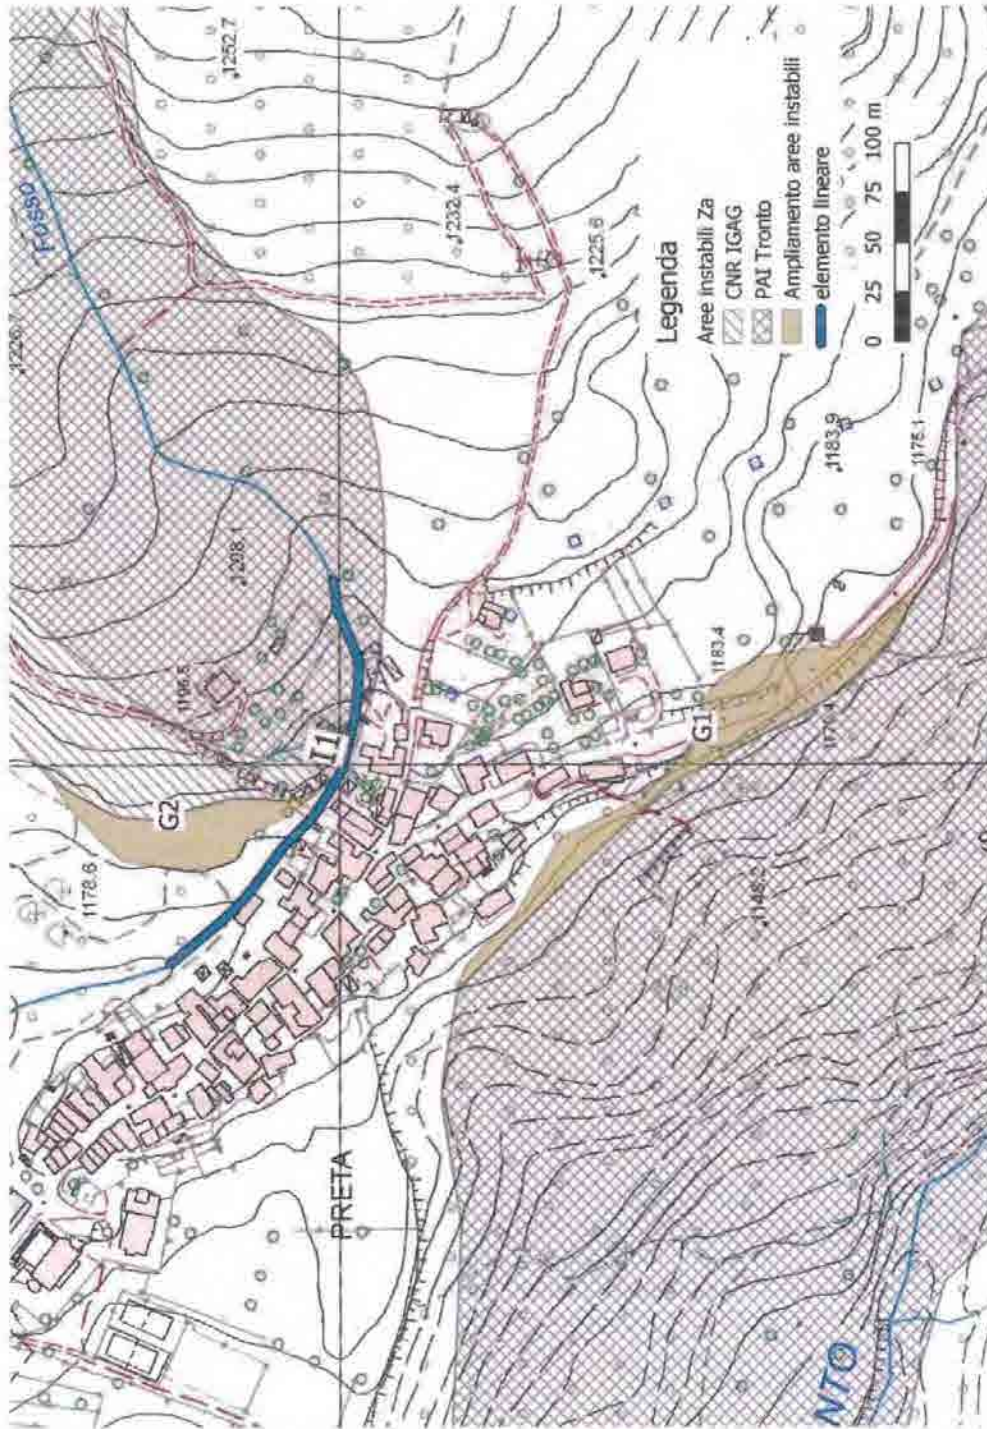 Fosso
1252.7
1226.7
1232.4
1225.6
1208.1
1196.5
I1
G2
1178.6
Legenda
Aree instabili Za
CNR IGAG
PAI Tronto
Ampliamento aree instabili
elemento lineare
0 25 50 75 100 m
1183.9
1175.1
1183.4
G1
1148.2
PRETA
NTO